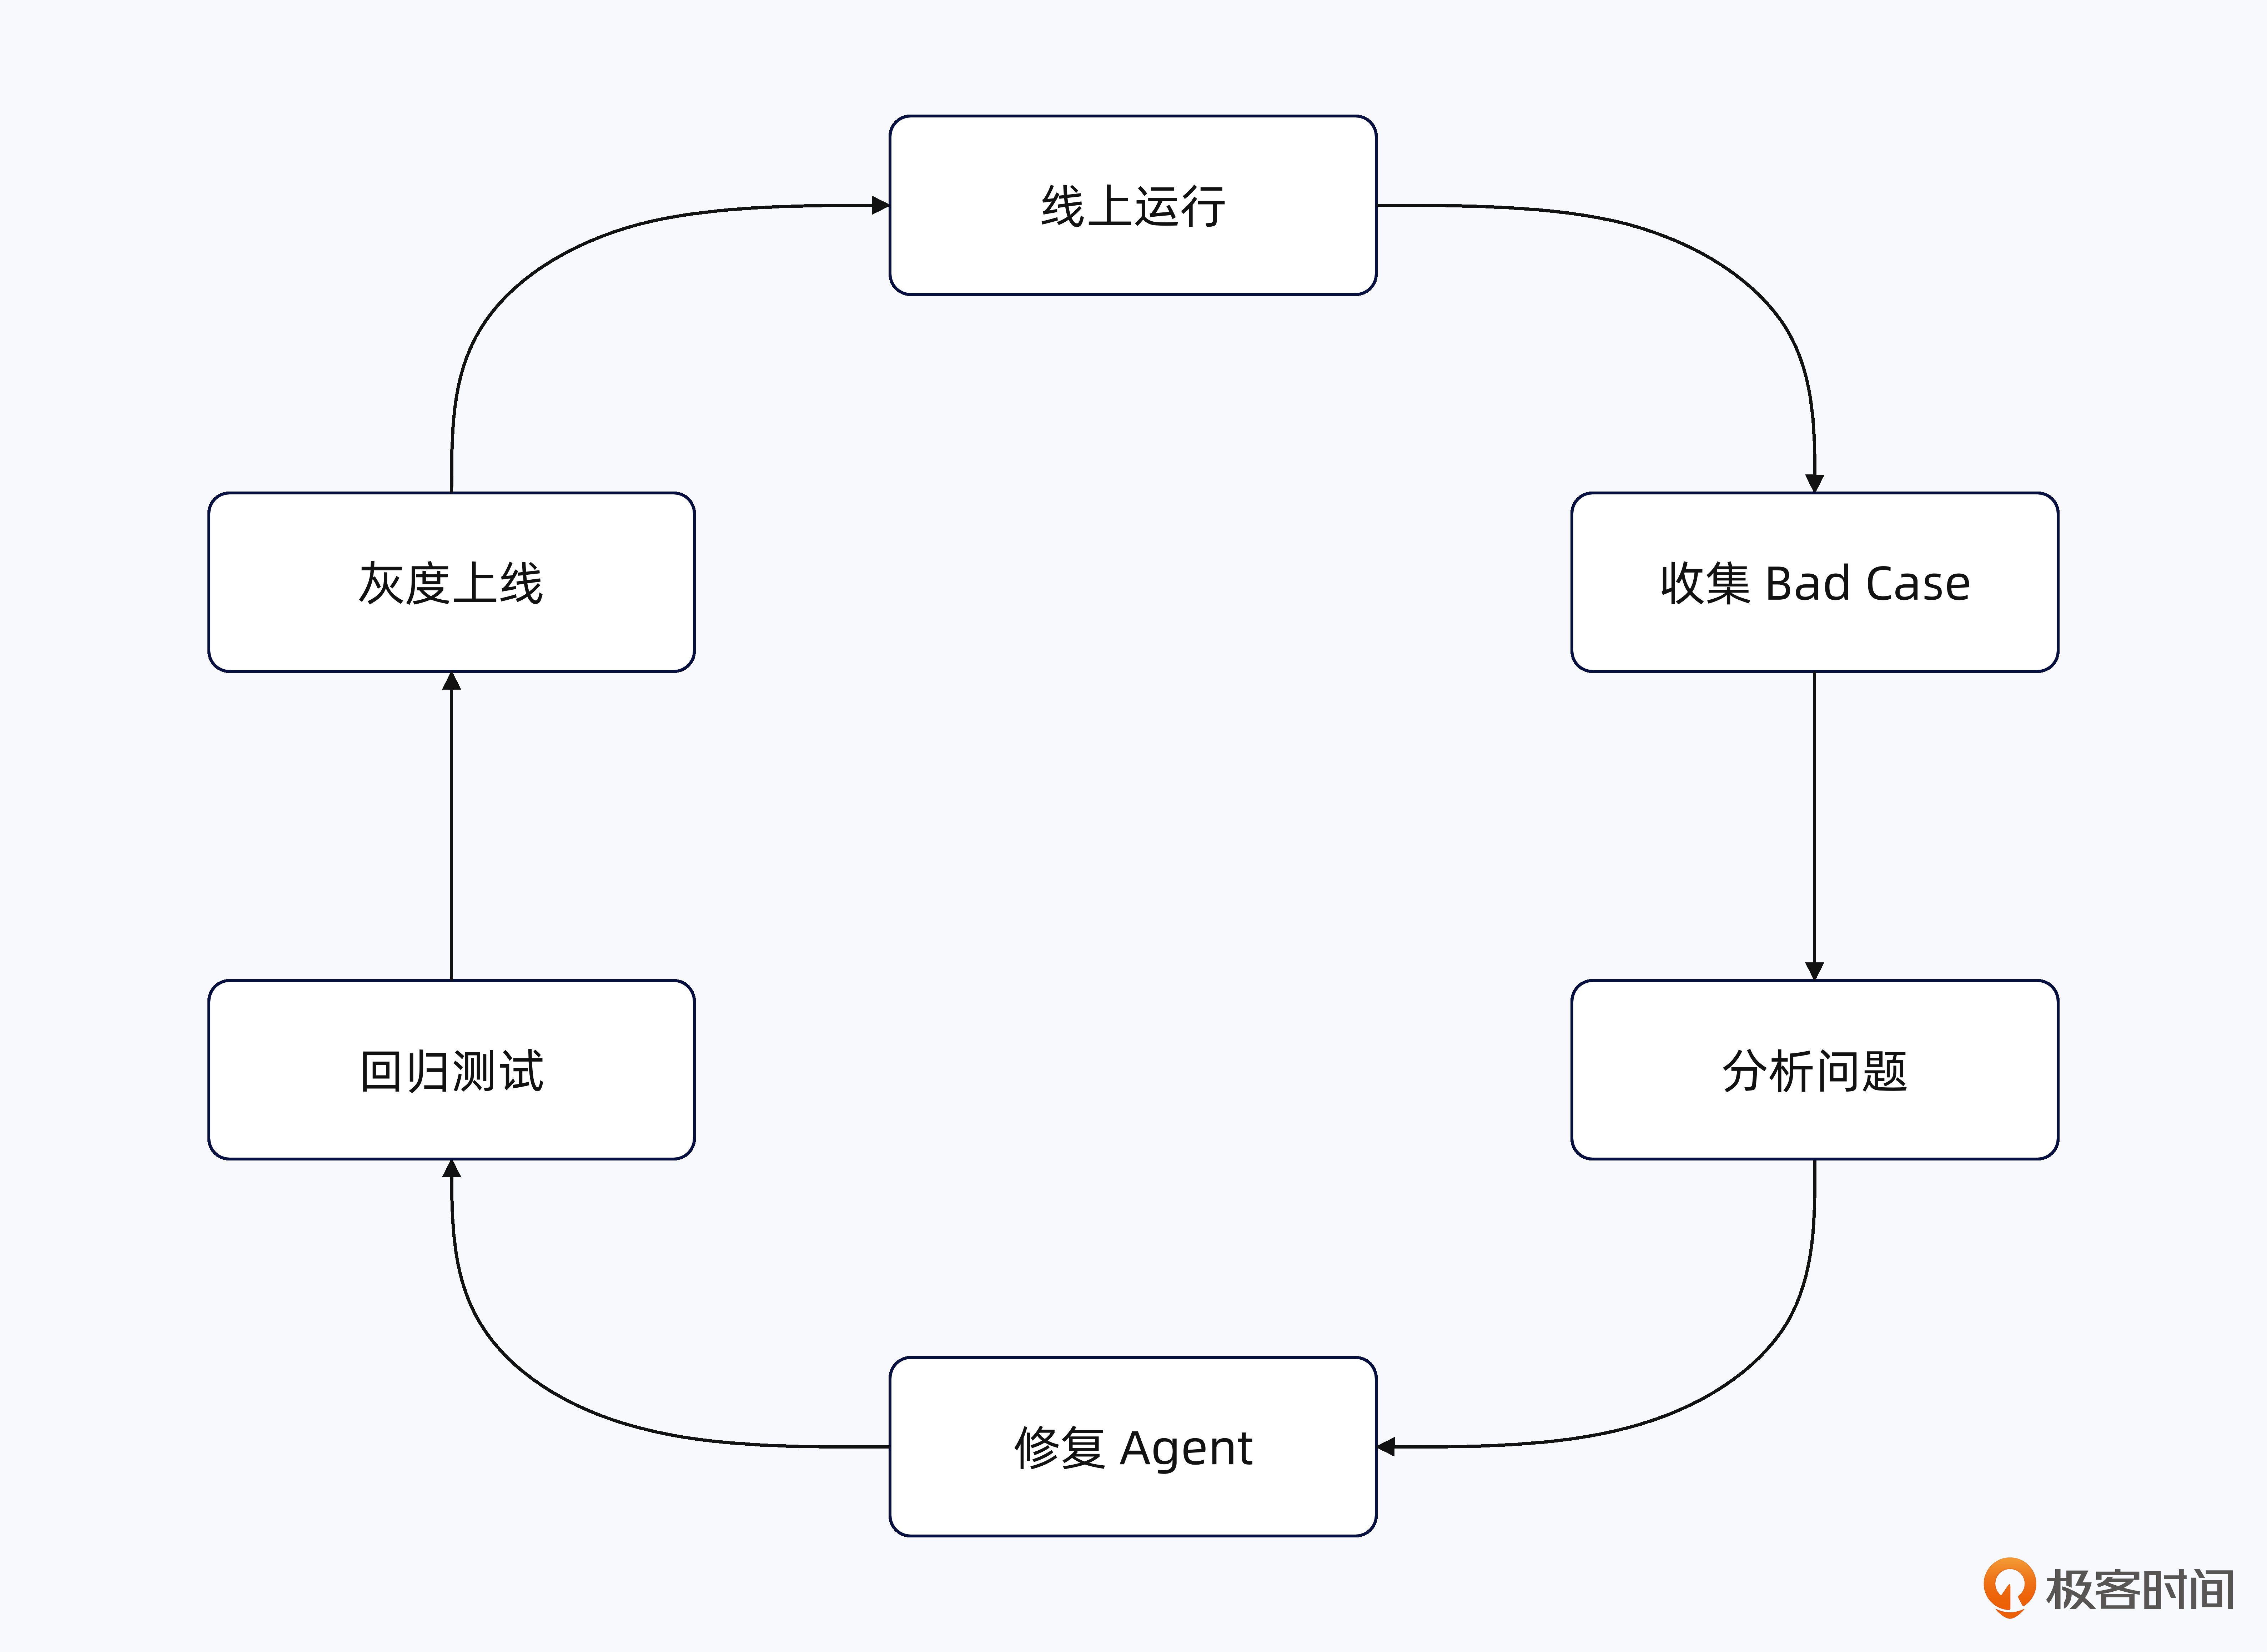 线上运行
灰度上线
收集 Bad Case
回归测试
分析问题
修复 Agent
极客时间